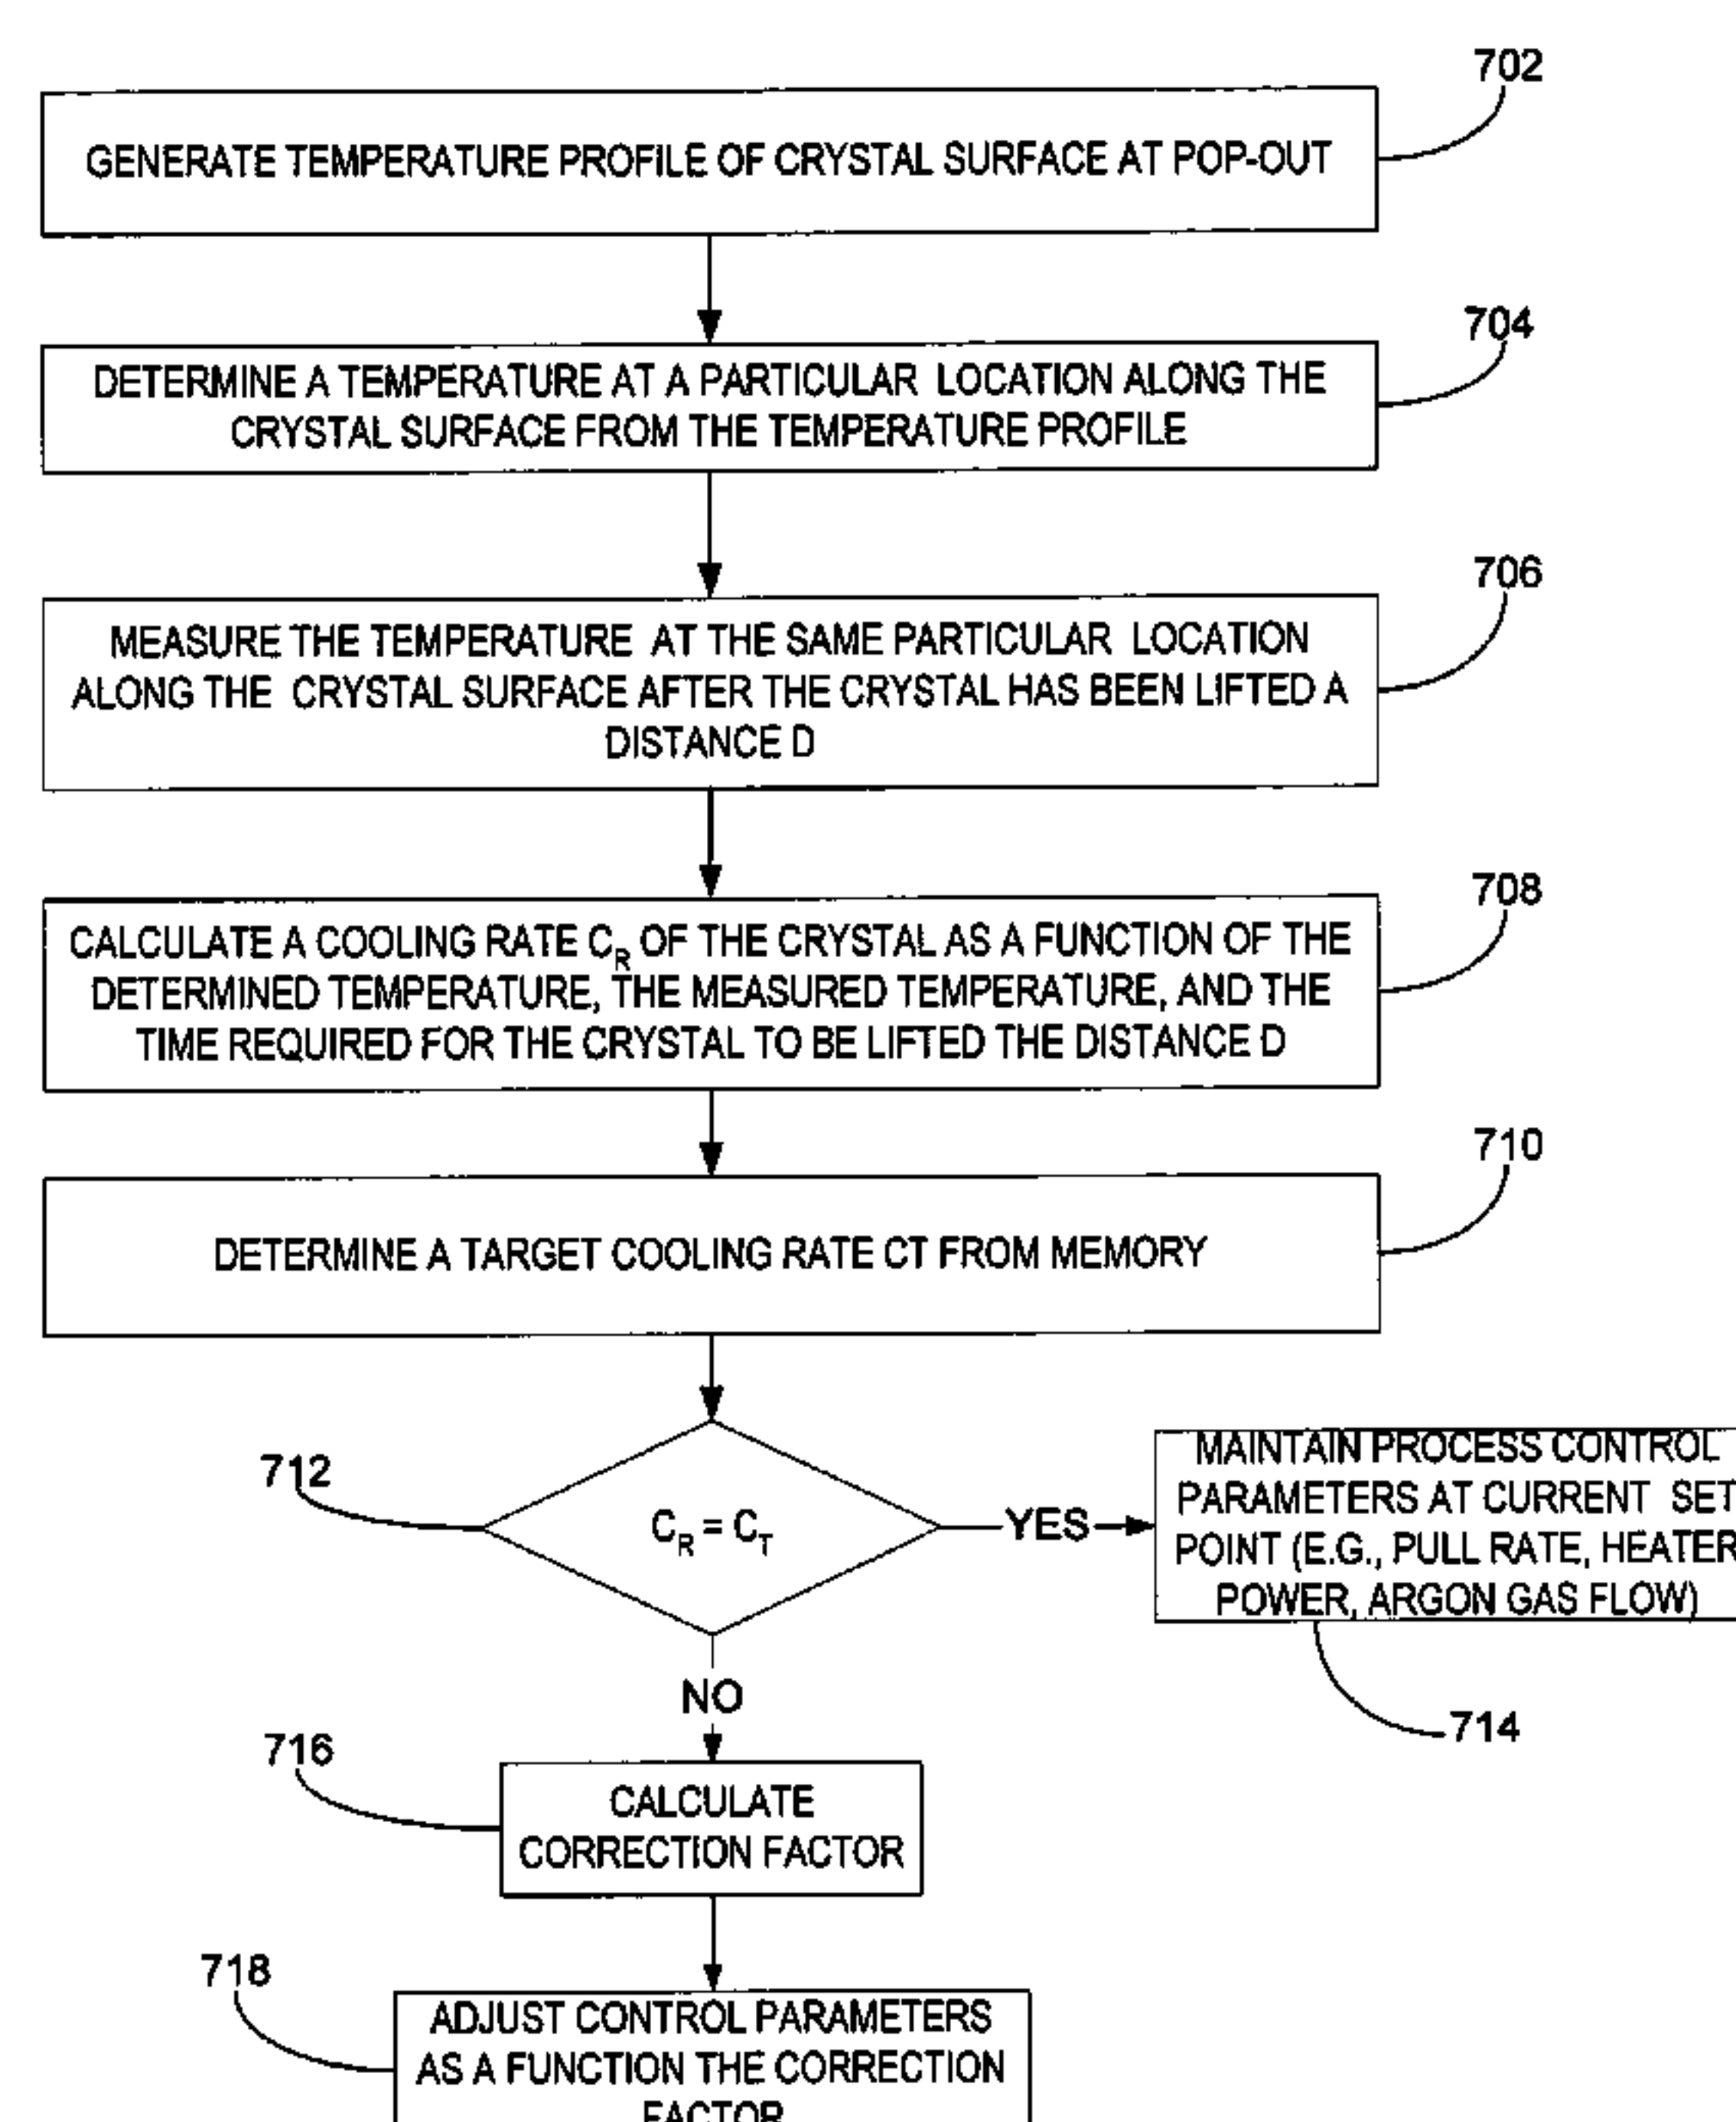 702
GENERATE TEMPERATURE PROFILE OF CRYSTAL SURFACE AT POP-OUT
704
DETERMINE A TEMPERATURE AT A PARTICULAR LOCATION ALONG THE
CRYSTAL SURFACE FROM THE TEMPERATURE PROFILE
706
MEASURE THE TEMPERATURE AT THE SAME PARTICULAR LOCATION
ALONG THE CRYSTAL SURFACE AFTER THE CRYSTAL HAS BEEN LIFTED A
DISTANCE D
708
CALCULATE A COOLING RATE CR OF THE CRYSTAL AS A FUNCTION OF THE
DETERMINED TEMPERATURE, THE MEASURED TEMPERATURE, AND THE
TIME REQUIRED FOR THE CRYSTAL TO BE LIFTED THE DISTANCE D
710
DETERMINE A TARGET COOLING RATE CT FROM MEMORY
712
CR = CT
YES
MAINTAIN PROCESS CONTROL
PARAMETERS AT CURRENT SET
POINT (E.G., PULL RATE, HEATER
POWER, ARGON GAS FLOW)
714
NO
716
CALCULATE
CORRECTION FACTOR
718
ADJUST CONTROL PARAMETERS
AS A FUNCTION THE CORRECTION
FACTOR